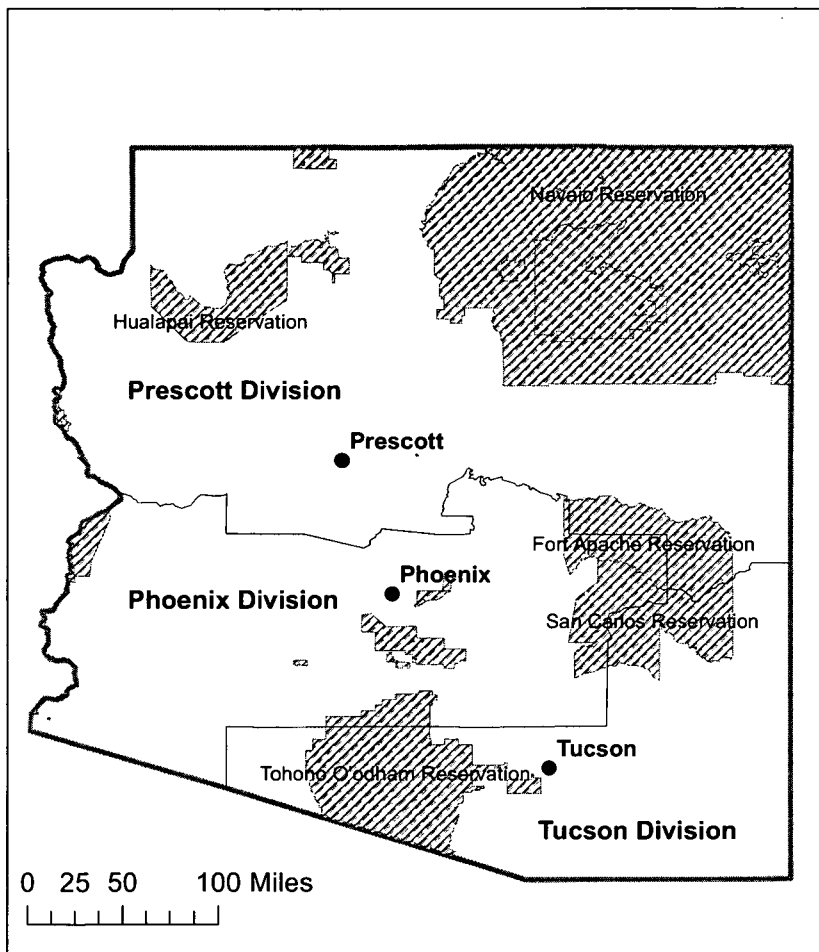 Navajo Reservation
Hualapai Reservation
Prescott Division
Prescott
Fort Apache Reservation
Phoenix
Phoenix Division
San Carlos Reservation
Tucson
Tohono O'odham Reservation
Tucson Division
0 25 50 100 Miles